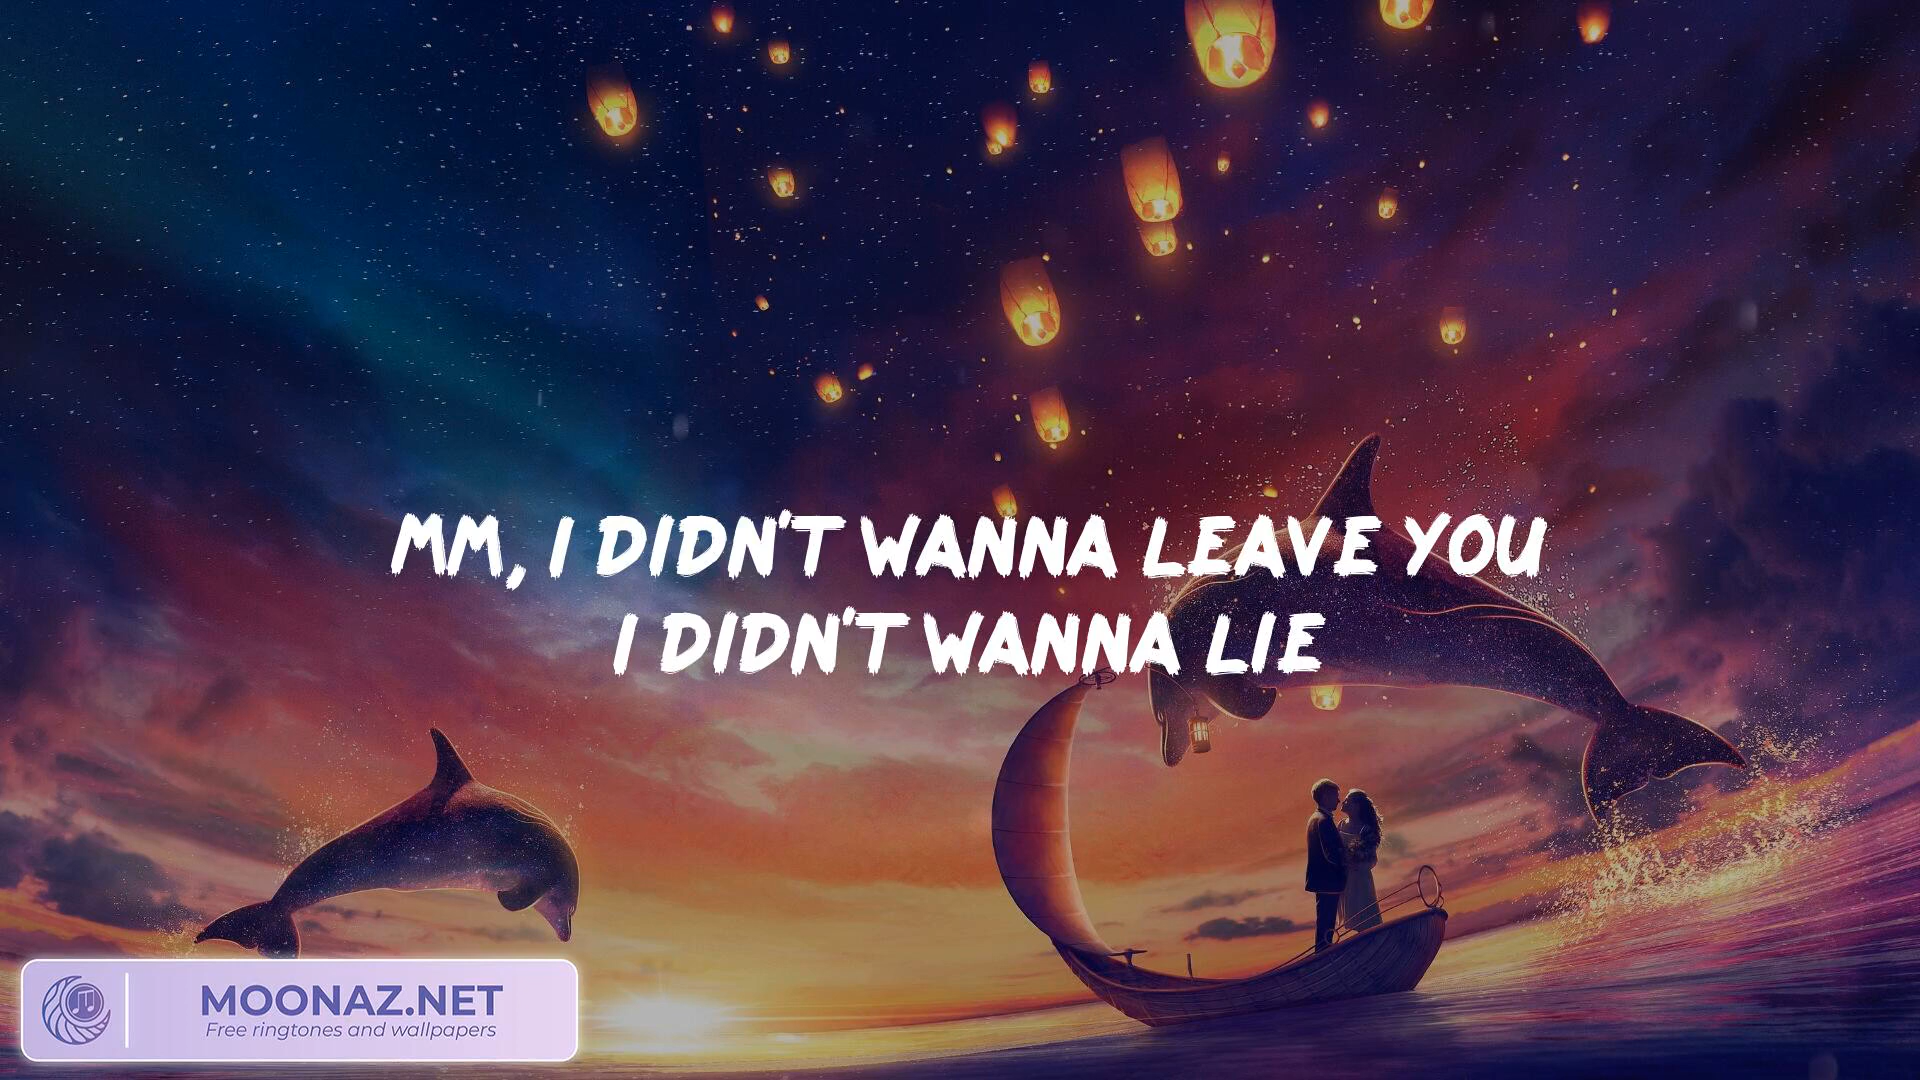 MM, I DIDN'T WANNA LEAVE YOU
I DIDN'T WANNA LIE
MOONAZ.NET
Free ringtones and wallpapers